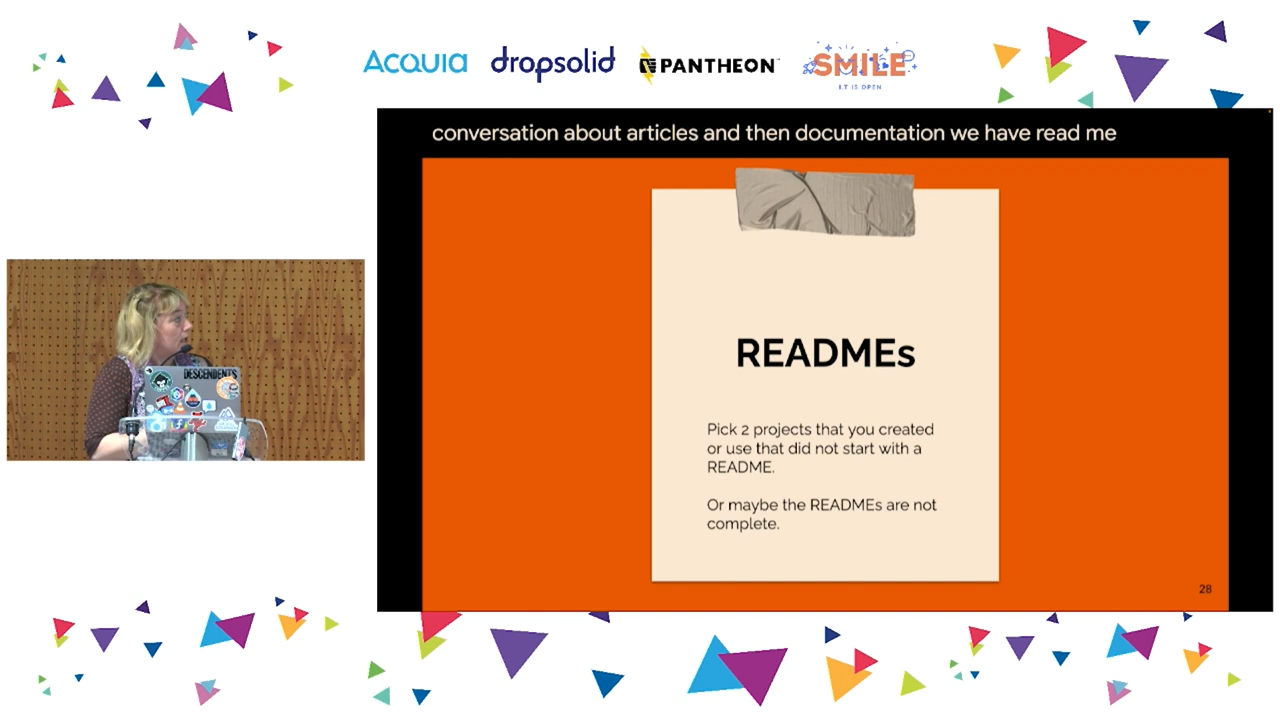 ACQUIA dropsolid PANTHEON SMILE
I.T IS OPEN
conversation about articles and then documentation we have read me
READMEs
Pick 2 projects that you created
or use that did not start with a
README.
Or maybe the READMEs are not
complete.
28
DESCENDENTS